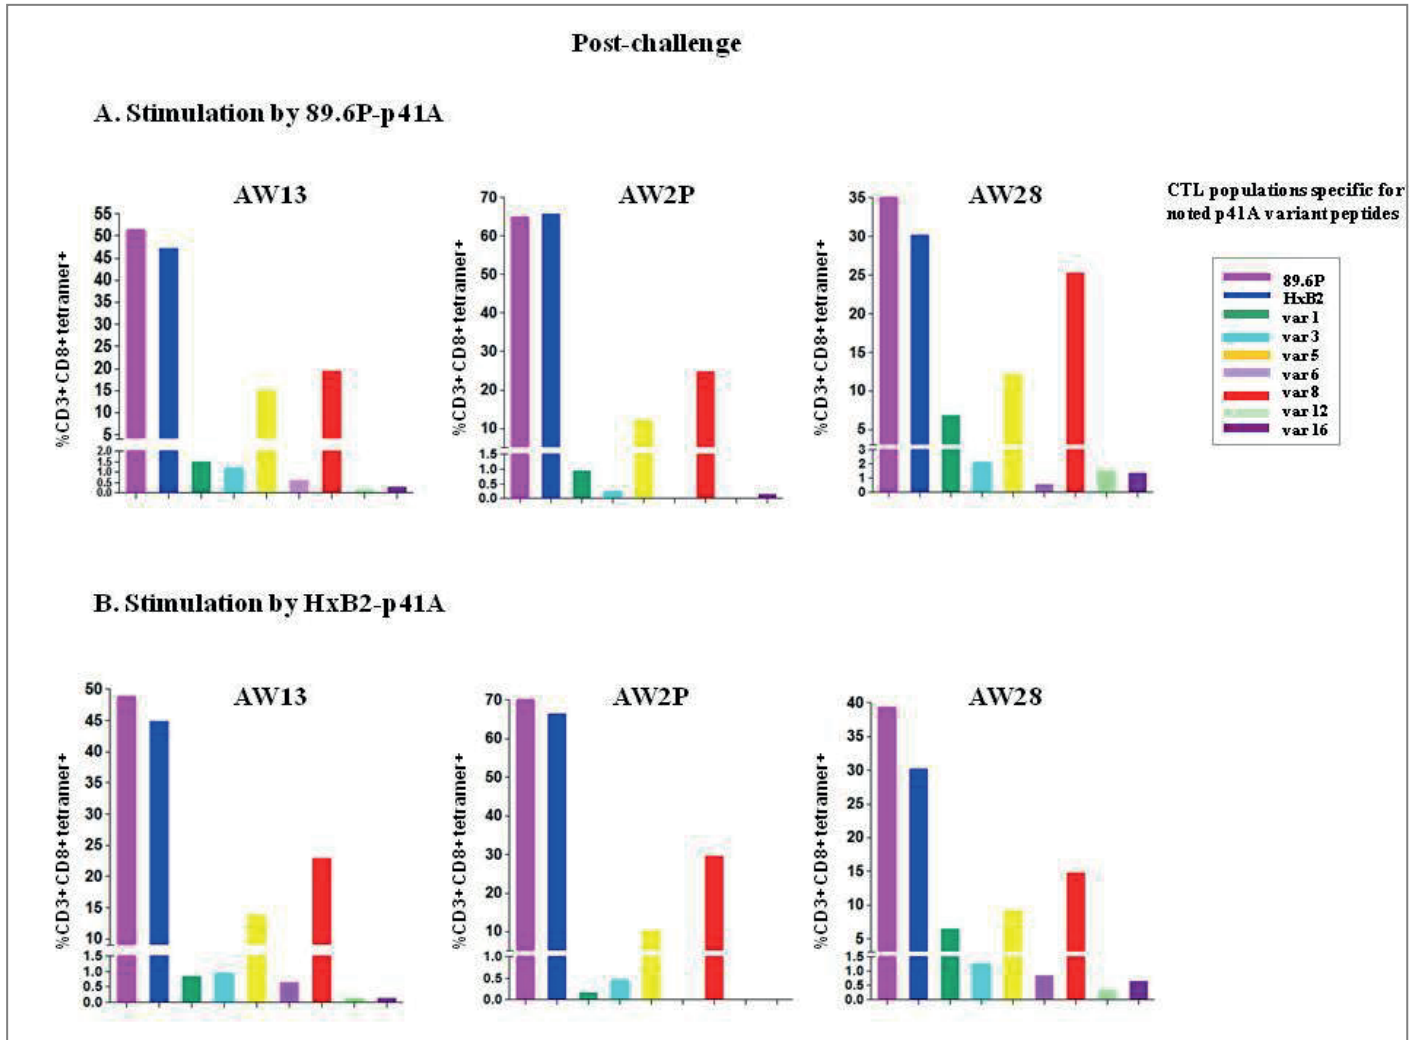 Post-challenge
A. Stimulation by 89.6P-p41A
AW13
%CD3+CD8+tetramer+
55
50
45
40
35
30
25
20
15
10
5
2.0
1.5
1.0
0.5
0.0
AW2P
%CD3+CD8+tetramer+
70
60
50
40
30
20
10
1.5
1.0
0.5
0.0
AW28
%CD3+CD8+tetramer+
35
30
25
20
15
10
5
3
2
1
0
CTL populations specific for
noted p41A variant peptides
89.6P
HxB2
var 1
var 3
var 5
var 6
var 8
var 12
var 16
B. Stimulation by HxB2-p41A
AW13
%CD3+CD8+tetramer+
50
45
40
35
30
25
20
15
10
1.5
1.0
0.5
0.0
AW2P
%CD3+CD8+tetramer+
70
60
50
40
30
20
10
1.0
0.5
0.0
AW28
%CD3+CD8+tetramer+
40
35
30
25
20
15
10
5
1.5
1.0
0.5
0.0